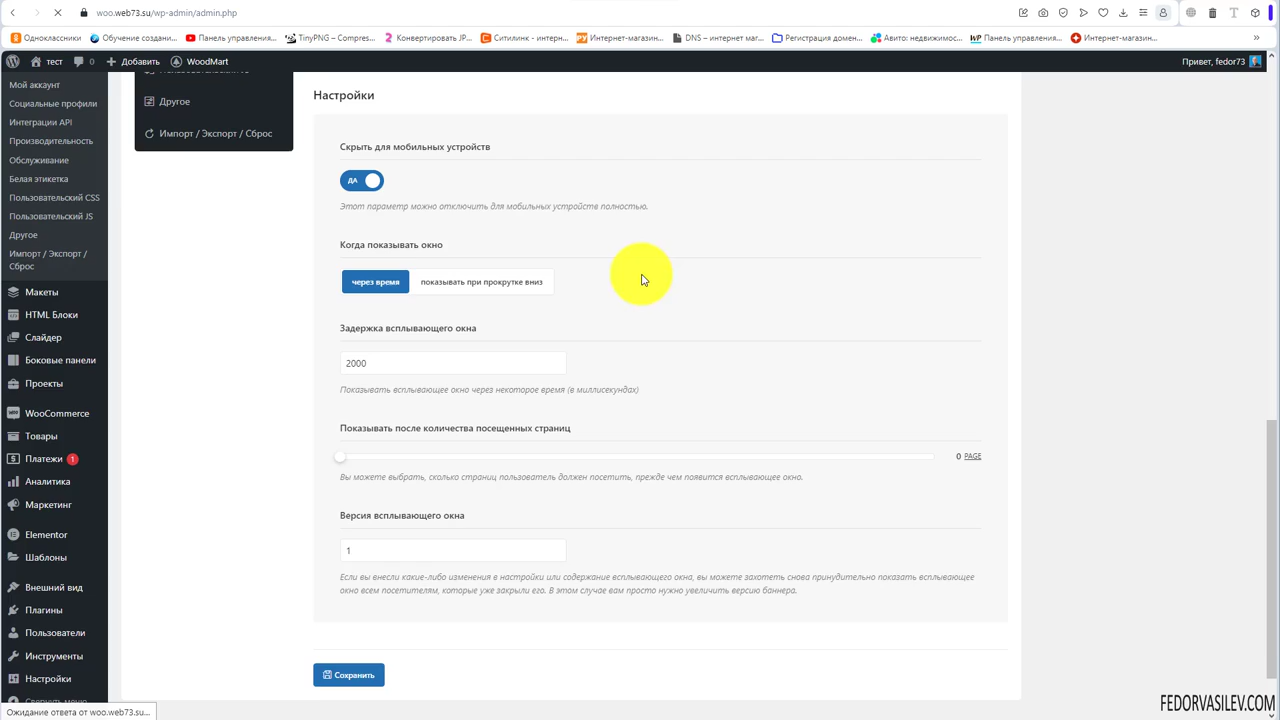 woo.web73.su/wp-admin/admin.php
Одноклассники
Обучение создани...
Панель управления...
TinyPNG – Compres...
Конвертировать JP...
Ситилинк - интерн...
Интернет-магазин...
DNS – интернет маг...
Регистрация домен...
Авито: недвижимос...
Панель управления...
Интернет-магазин...
тест
0
Добавить
WoodMart
Привет, fedor73
Мой аккаунт
Социальные профили
Интеграции API
Производительность
Обслуживание
Белая этикетка
Пользовательский CSS
Пользовательский JS
Другое
Импорт / Экспорт /
Сброс
Макеты
HTML Блоки
Слайдер
Боковые панели
Проекты
WooCommerce
Товары
Платежи 1
Аналитика
Маркетинг
Elementor
Шаблоны
Внешний вид
Плагины
Пользователи
Инструменты
Настройки
Свернуть меню
Ожидание ответа от woo.web73.su...
Другое
Импорт / Экспорт / Сброс
Настройки
Скрыть для мобильных устройств
ДА
Этот параметр можно отключить для мобильных устройств полностью.
Когда показывать окно
через время
показывать при прокрутке вниз
Задержка всплывающего окна
2000
Показывать всплывающее окно через некоторое время (в миллисекундах)
Показывать после количества посещенных страниц
0 PAGE
Вы можете выбрать, сколько страниц пользователь должен посетить, прежде чем появится всплывающее окно.
Версия всплывающего окна
1
Если вы внесли какие-либо изменения в настройки или содержание всплывающего окна, вы можете захотеть снова принудительно показать всплывающее
окно всем посетителям, которые уже закрыли его. В этом случае вам просто нужно увеличить версию баннера.
Сохранить
FEDORVASILEV.COM